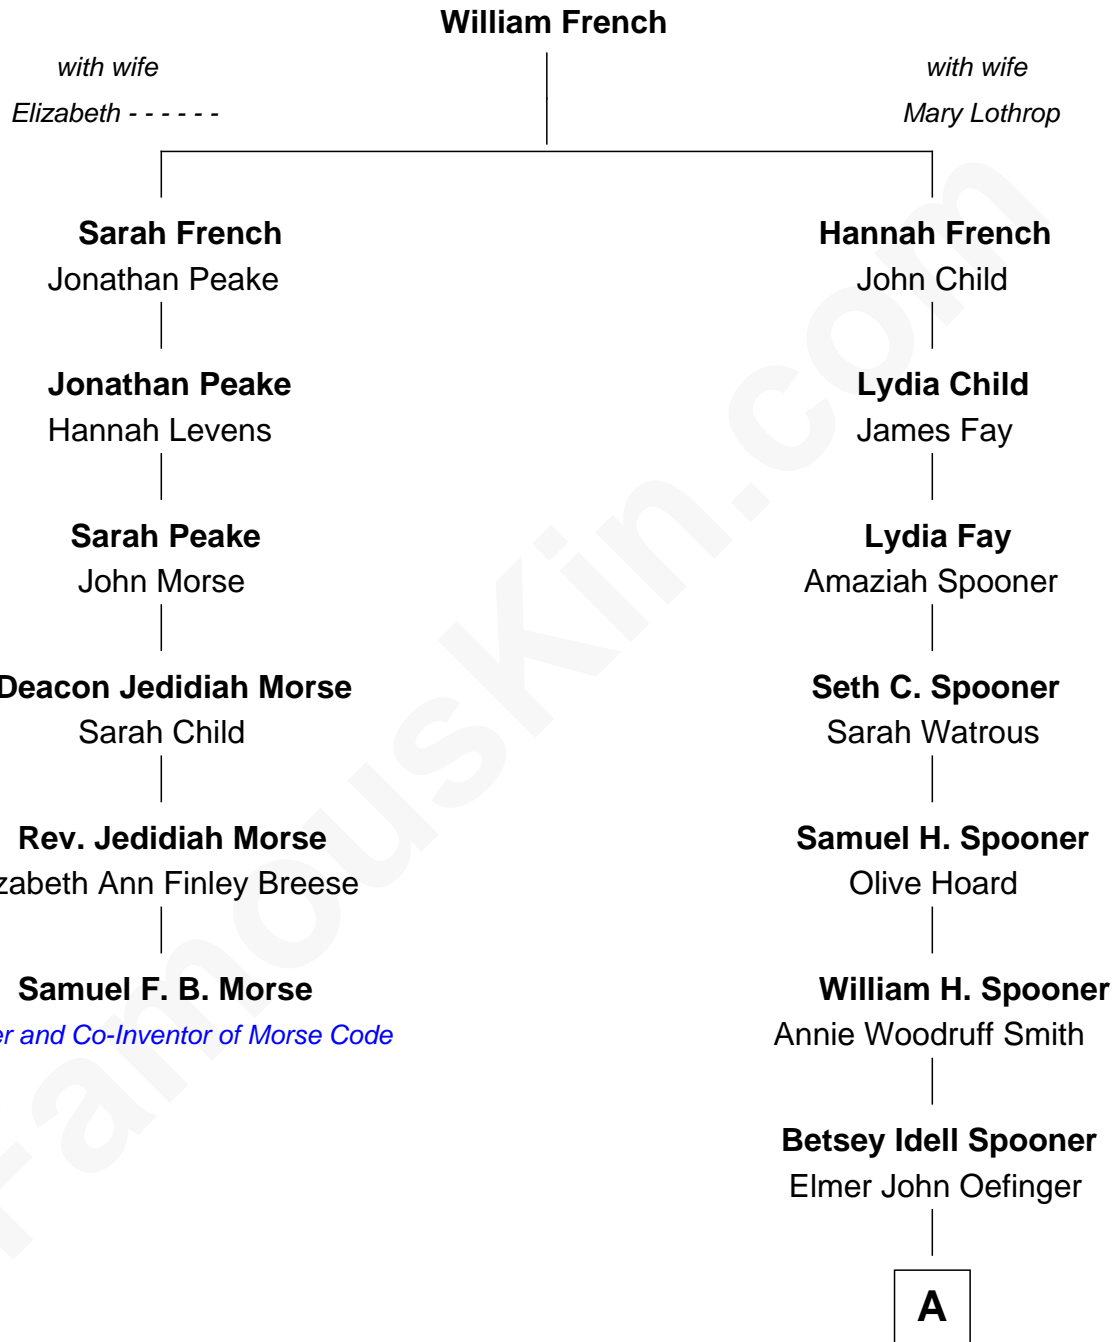 William French
with wife
Elizabeth - - - - - -
with wife
Mary Lothrop
Sarah French
Jonathan Peake
Hannah French
John Child
Jonathan Peake
Hannah Levens
Lydia Child
James Fay
Sarah Peake
John Morse
Lydia Fay
Amaziah Spooner
Deacon Jedidiah Morse
Sarah Child
Seth C. Spooner
Sarah Watrous
Rev. Jedidiah Morse
zabeth Ann Finley Breese
Samuel H. Spooner
Olive Hoard
Samuel F. B. Morse
er and Co-Inventor of Morse Code
William H. Spooner
Annie Woodruff Smith
Betsey Idell Spooner
Elmer John Oefinger
A
FamousKin.com